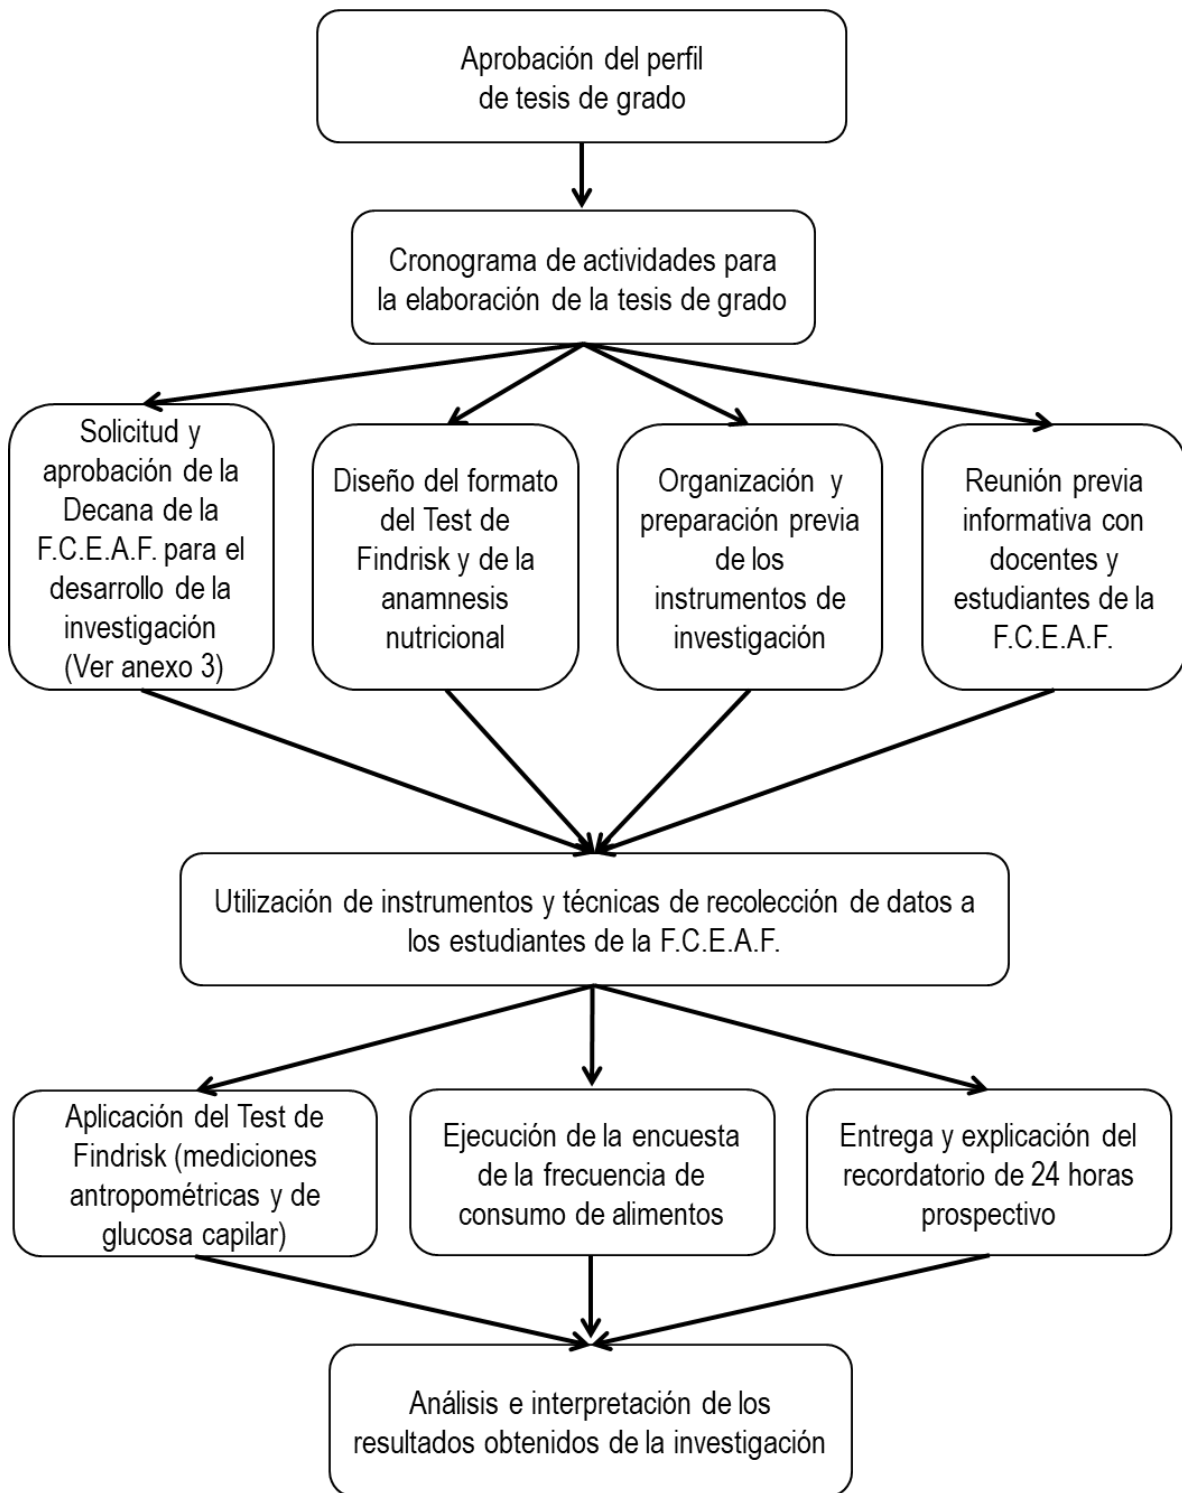 Aprobación del perfil
de tesis de grado
Cronograma de actividades para
la elaboración de la tesis de grado
Solicitud y
aprobación de la
Decana de la
F.C.E.A.F. para el
desarrollo de la
investigación
(Ver anexo 3)
Diseño del formato
del Test de
Findrisk y de la
anamnesis
nutricional
Organización y
preparación previa
de los
instrumentos de
investigación
Reunión previa
informativa con
docentes y
estudiantes de la
F.C.E.A.F.
Utilización de instrumentos y técnicas de recolección de datos a
los estudiantes de la F.C.E.A.F.
Aplicación del Test de
Findrisk (mediciones
antropométricas y de
glucosa capilar)
Ejecución de la encuesta
de la frecuencia de
consumo de alimentos
Entrega y explicación del
recordatorio de 24 horas
prospectivo
Análisis e interpretación de los
resultados obtenidos de la investigación